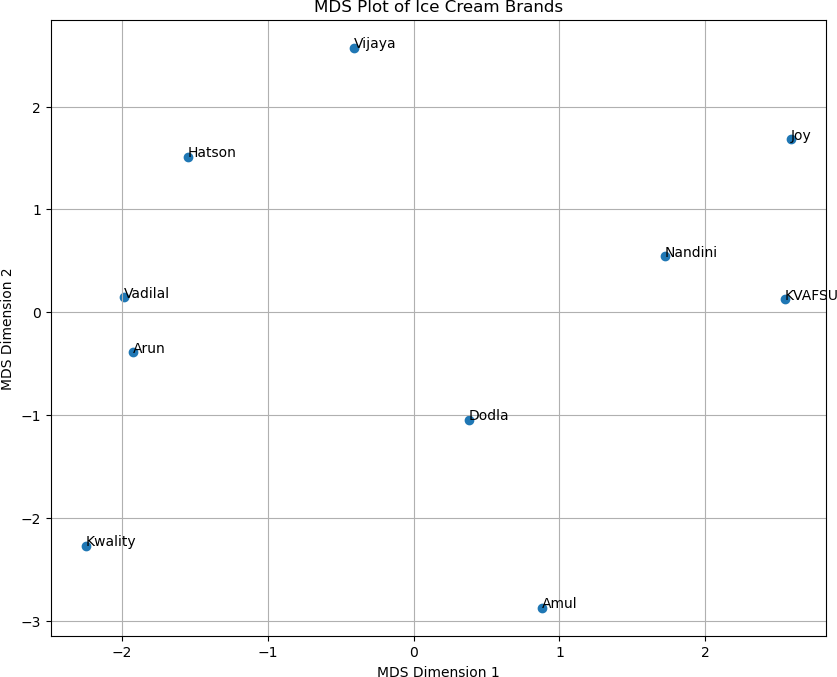 MDS Plot of Ice Cream Brands
Vijaya
Joy
Hatson
Nandini
Vadilal
KVAFSU
Arun
Dodla
Kwality
Amul
MDS Dimension 2
2
1
0
−1
−2
−3
−2 −1 0 1 2
MDS Dimension 1